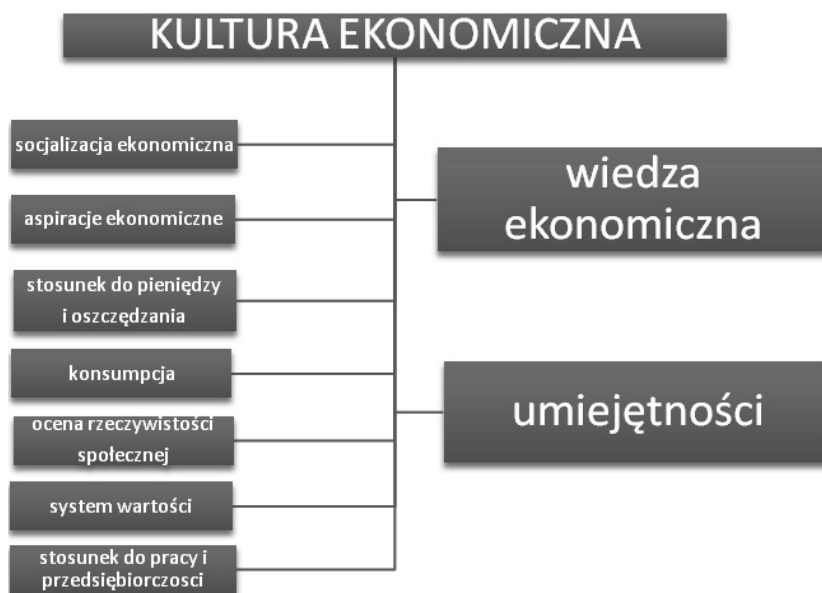 KULTURA EKONOMICZNA
socjalizacja ekonomiczna
aspiracje ekonomiczne
stosunek do pieniędzy
i oszczędzania
konsumpcja
ocena rzeczywistości
społecznej
system wartości
stosunek do pracy i
przedsiębiorczosci
wiedza
ekonomiczna
umiejętności